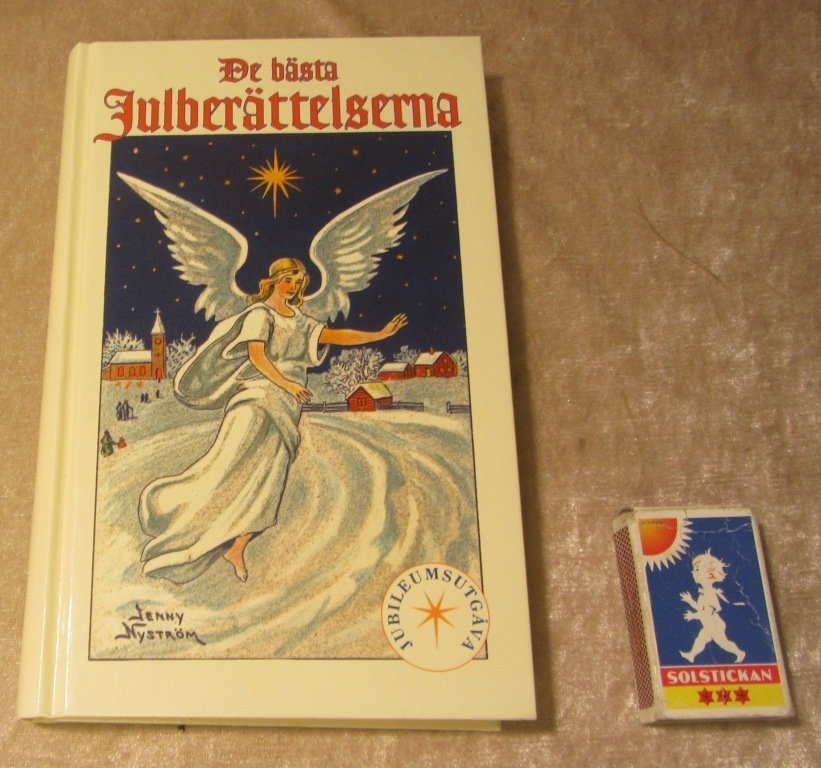 De bästa
Julberättelserna
JENNY
NYSTRÖM
JUBILEUMSUTGÅVA
SOLSTICKAN